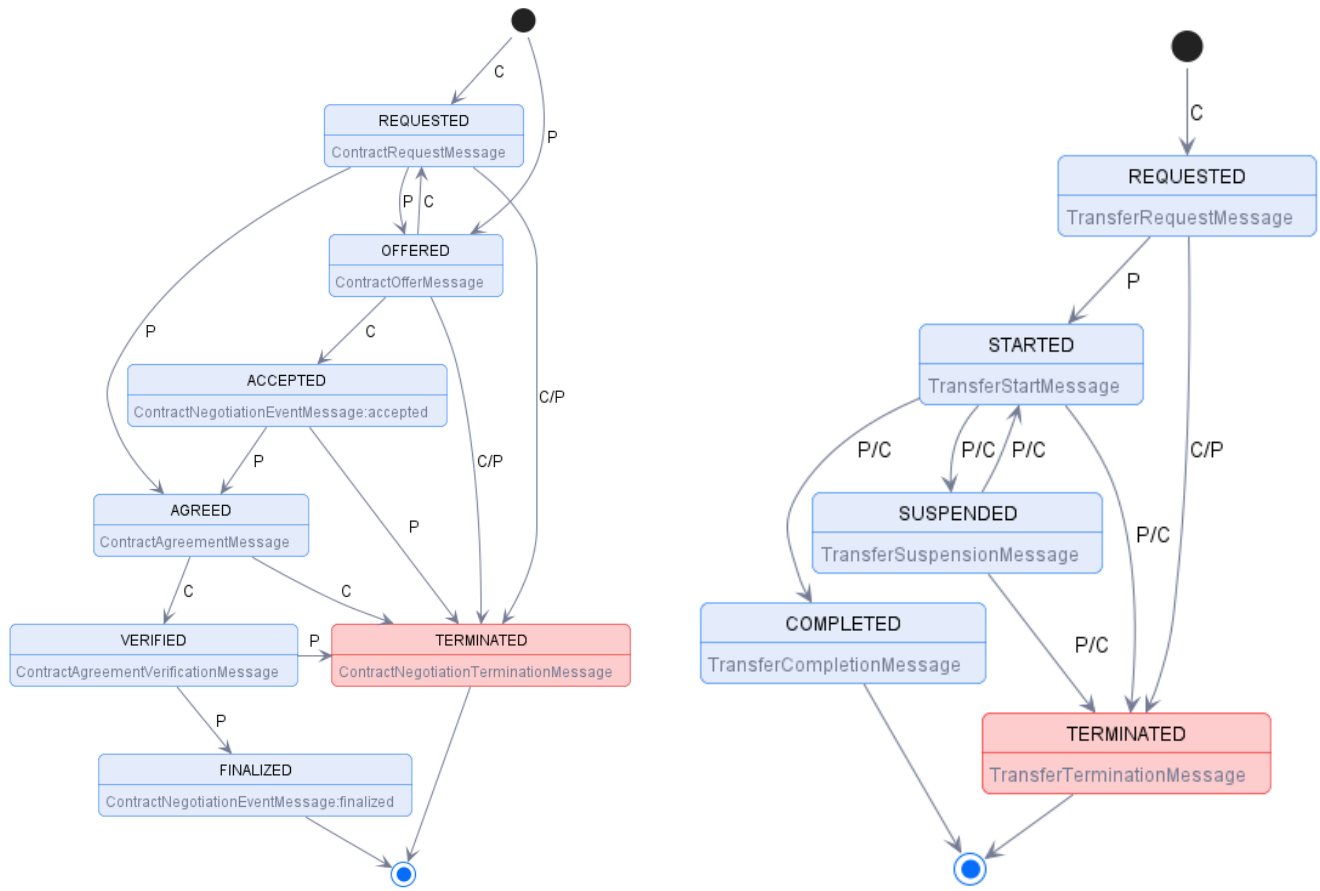 C
P
REQUESTED
ContractRequestMessage
P
C
OFFERED
ContractOfferMessage
P
C
C/P
ACCEPTED
ContractNegotiationEventMessage:accepted
P
C/P
P
AGREED
ContractAgreementMessage
C
C
VERIFIED
ContractAgreementVerificationMessage
P
TERMINATED
ContractNegotiationTerminationMessage
P
FINALIZED
ContractNegotiationEventMessage:finalized
C
REQUESTED
TransferRequestMessage
P
STARTED
TransferStartMessage
P/C
P/C
P/C
C/P
SUSPENDED
TransferSuspensionMessage
P/C
COMPLETED
TransferCompletionMessage
P/C
TERMINATED
TransferTerminationMessage